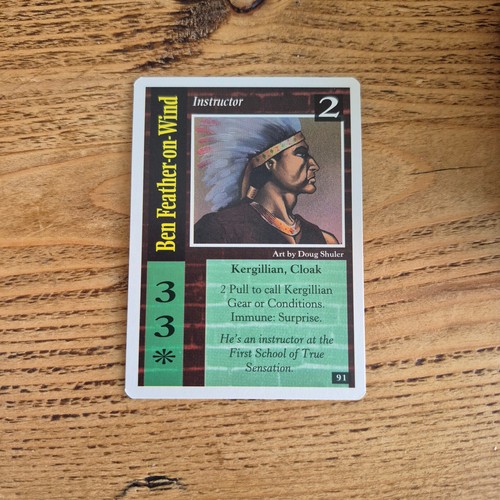 Ben Feather-on-Wind
Instructor
2
Art by Doug Shuler
3
3
Kergillian, Cloak
2 Pull to call Kergillian
Gear or Conditions.
Immune: Surprise.
He's an instructor at the
First School of True
Sensation.
91